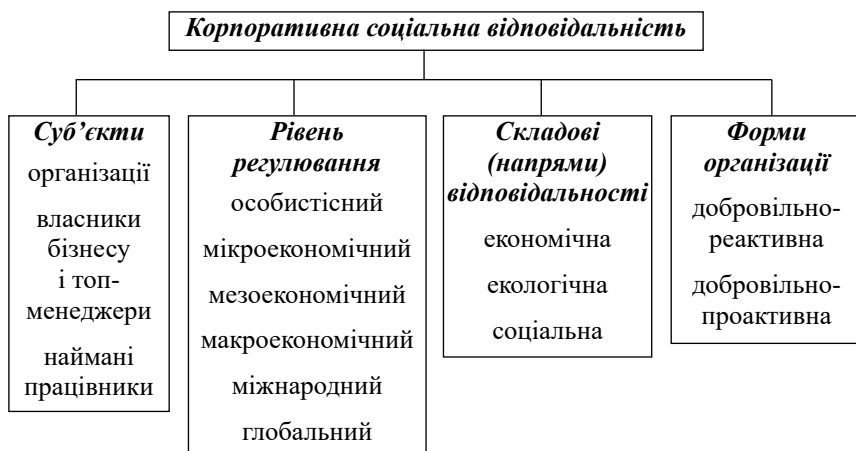 Корпоративна соціальна відповідальність
Суб’єкти
організації
власники
бізнесу
і топ-
менеджери
наймані
працівники
Рівень
регулювання
особистісний
мікроекономічний
мезоекономічний
макроекономічний
міжнародний
глобальний
Складові
(напрями)
відповідальності
економічна
екологічна
соціальна
Форми
організації
добровільно-
реактивна
добровільно-
проактивна